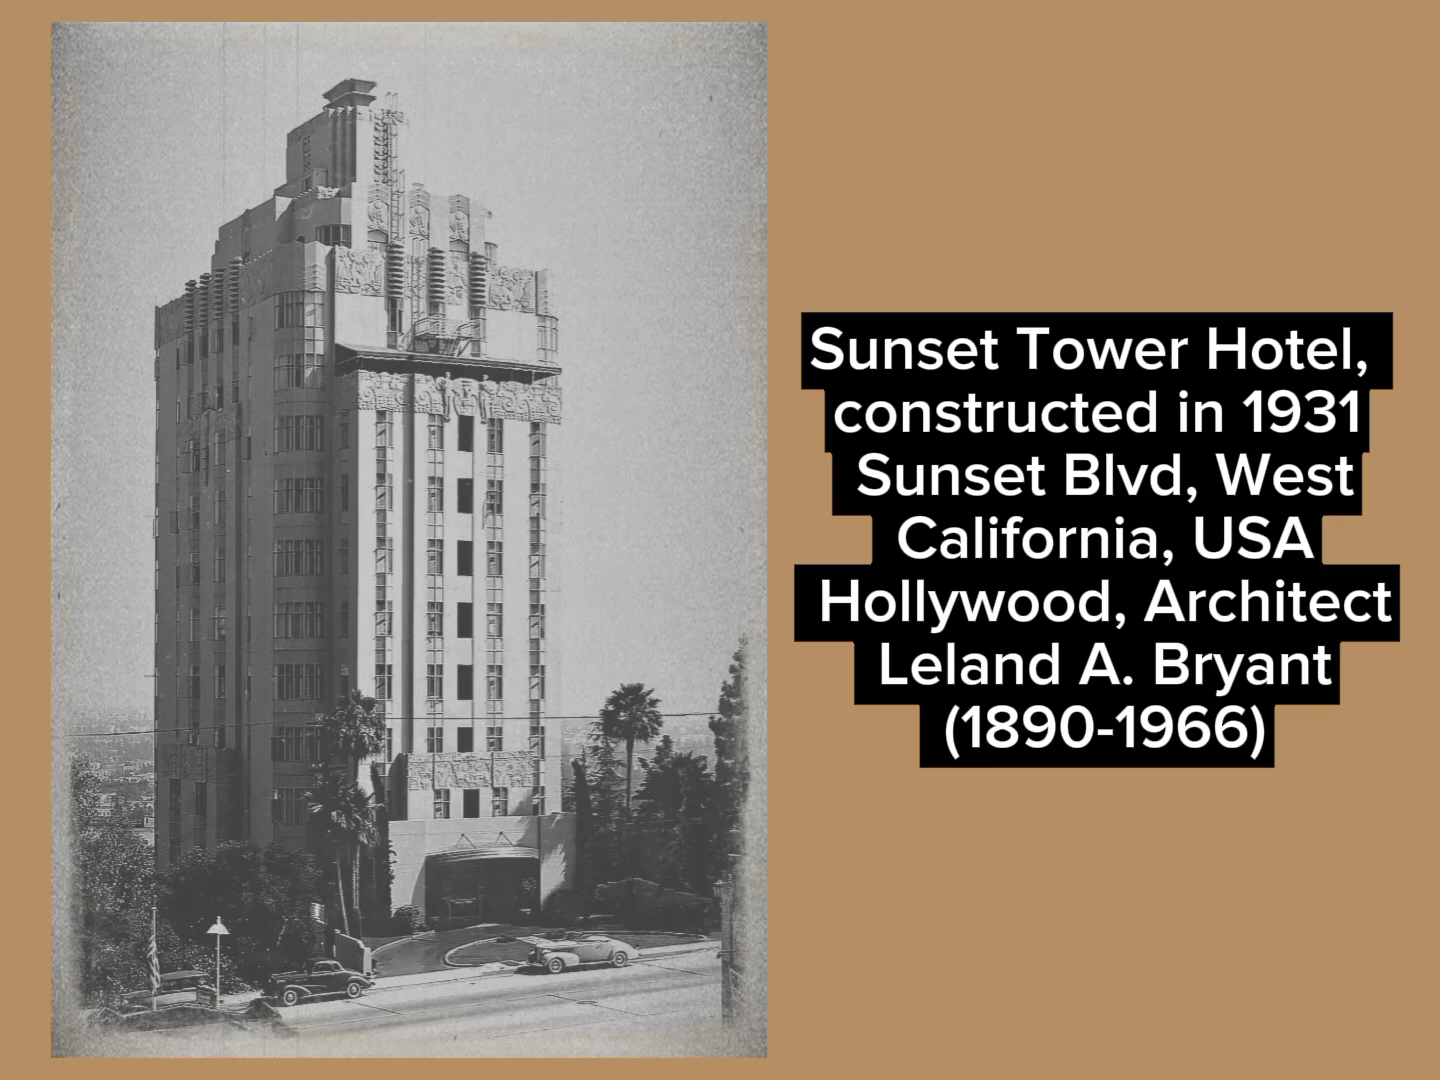 Sunset Tower Hotel,
constructed in 1931
Sunset Blvd, West
California, USA
Hollywood, Architect
Leland A. Bryant
(1890-1966)